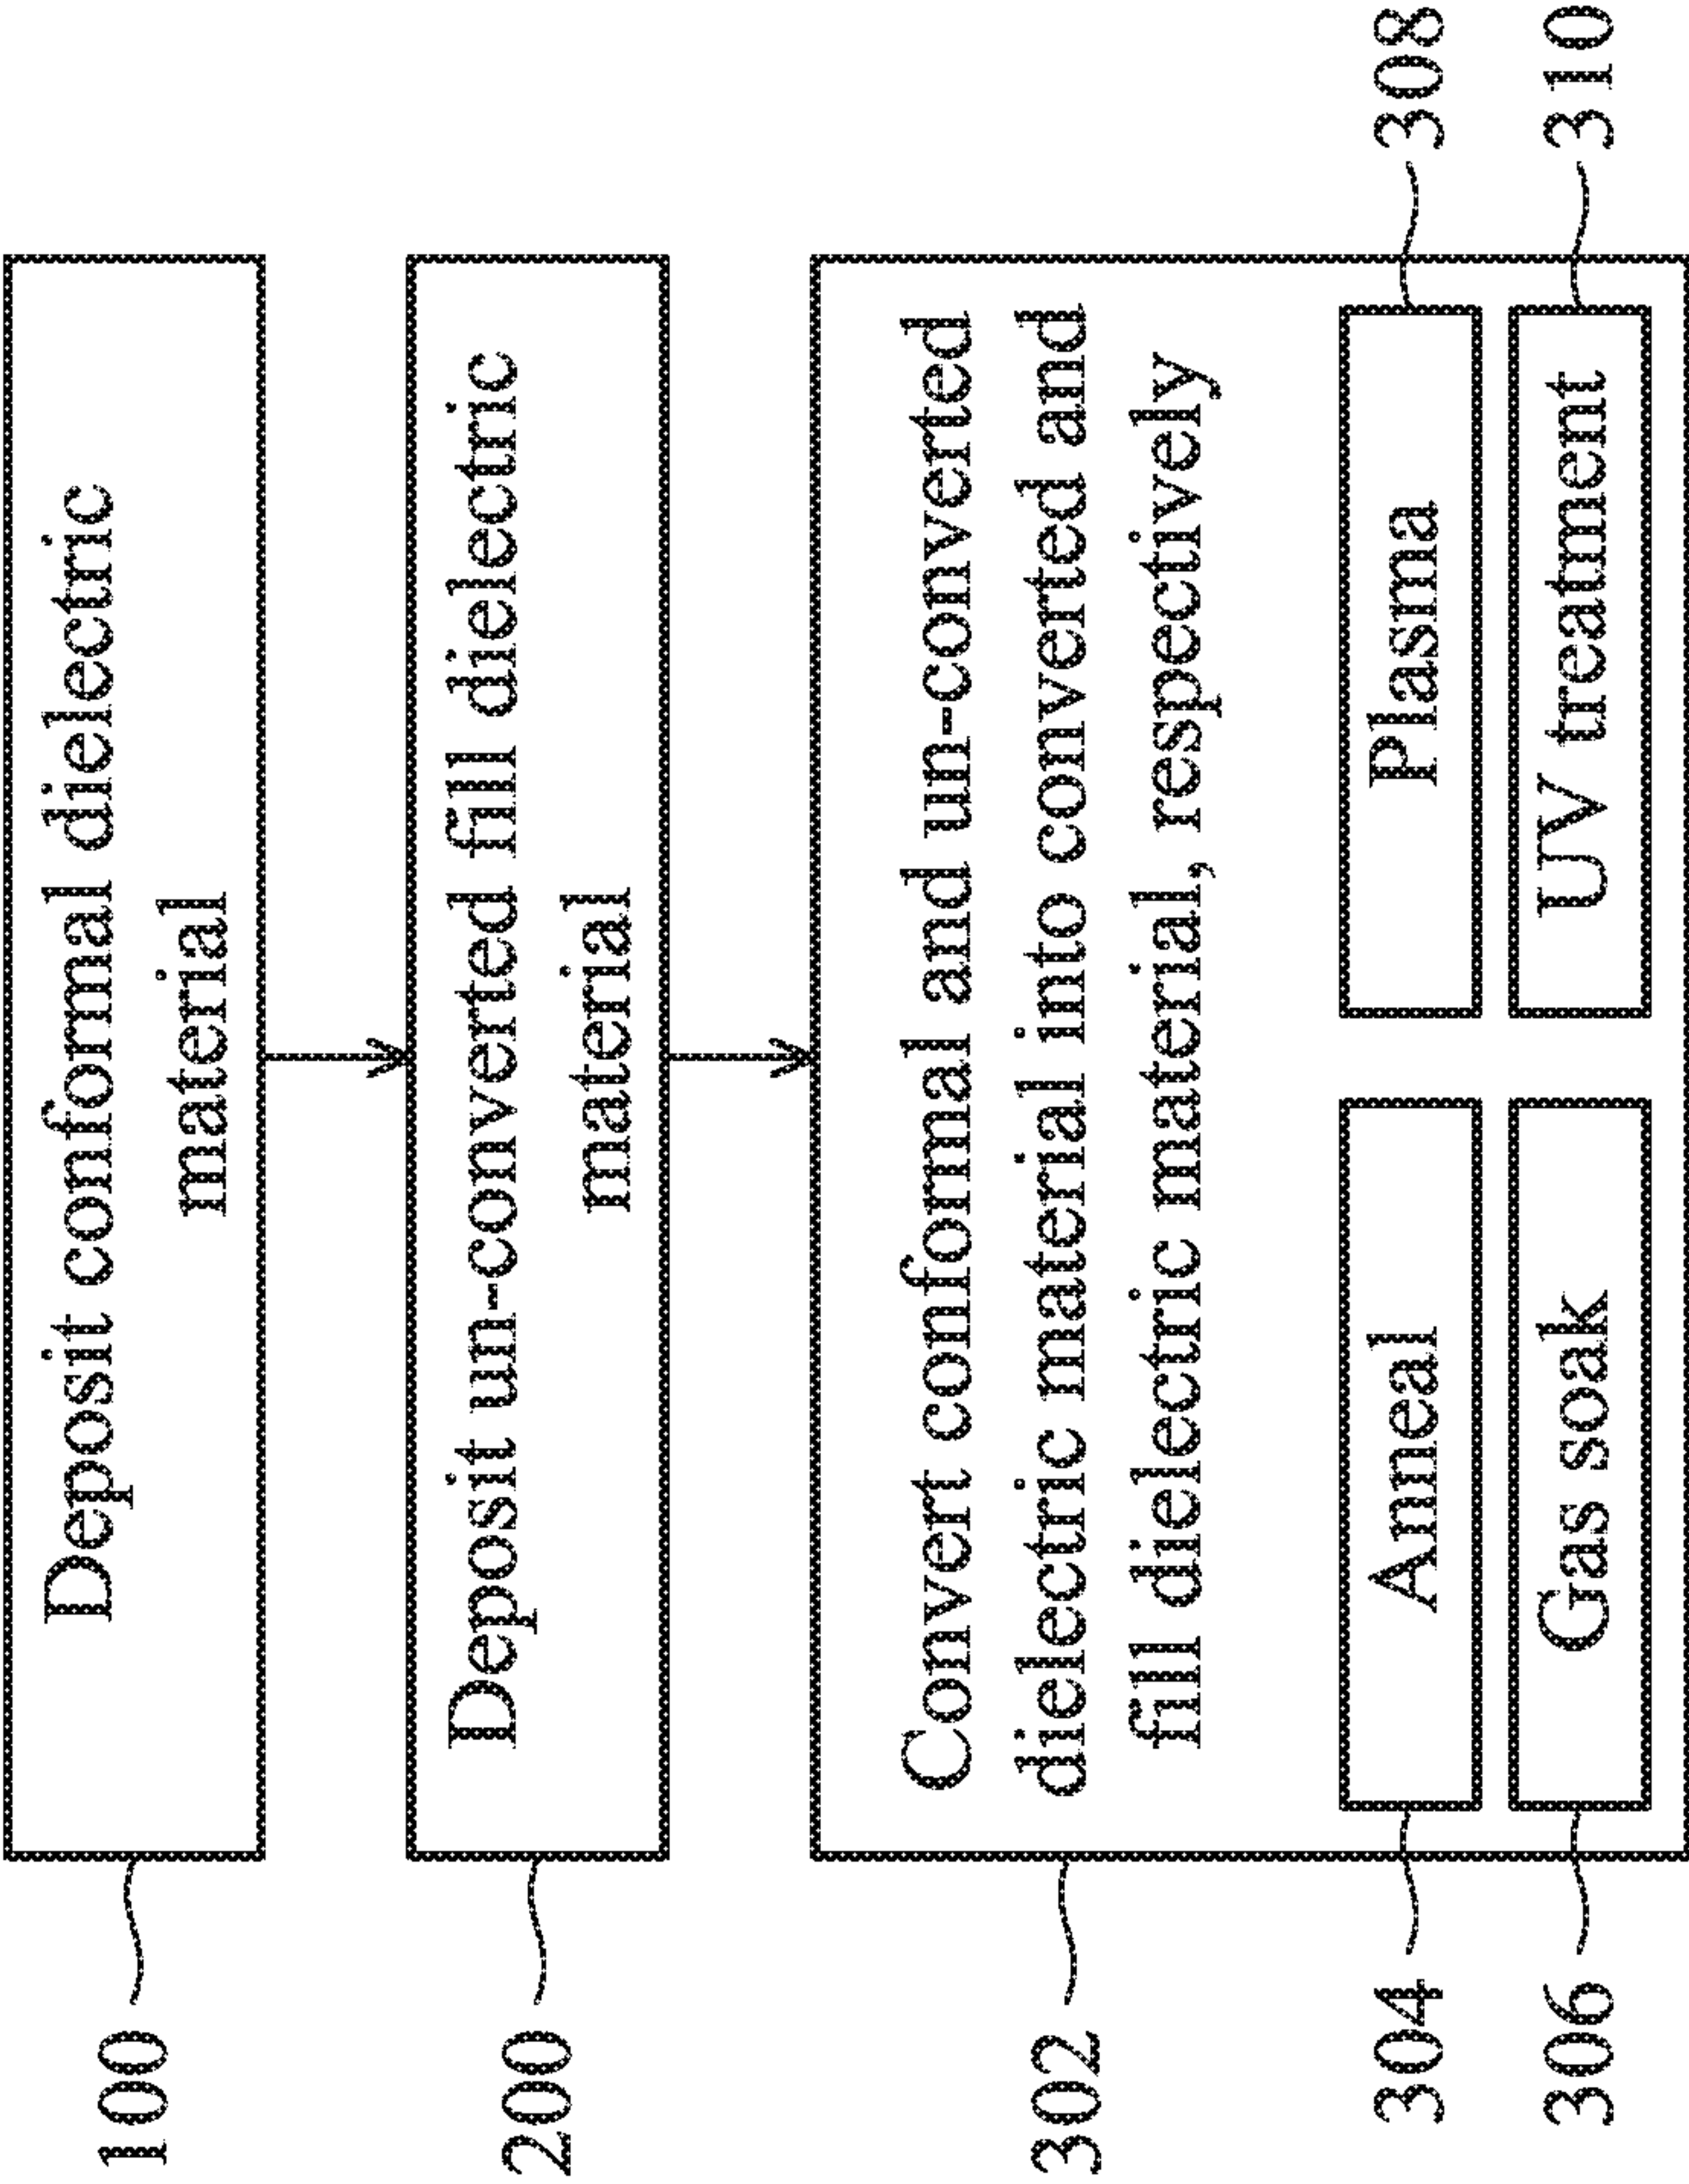 100
Deposit conformal dielectric
material
200
Deposit un-converted fill dielectric
material
302
Convert conformal and un-converted
dielectric material into converted and
fill dielectric material, respectively
304
Anneal
Plasma
308
306
Gas soak
UV treatment
310